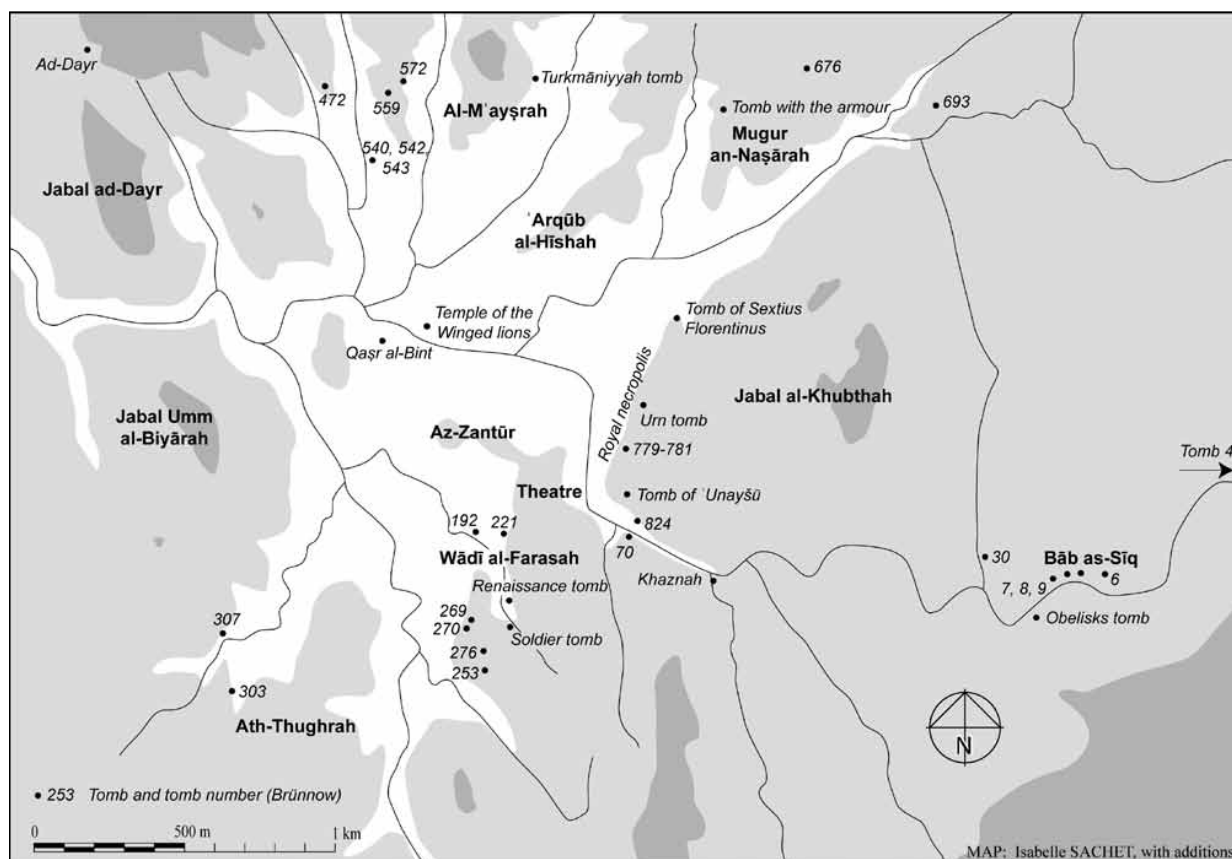 Ad-Dayr
472
572
559
Al-Mʿayṣrah
Turkmāniyyah tomb
676
Tomb with the armour
693
Mugur
an-Naṣārah
540, 542,
543
Jabal ad-Dayr
ʿArqūb
al-Hīshah
Temple of the
Winged lions
Qaṣr al-Bint
Tomb of Sextius
Florentinus
Royal necropolis
Jabal al-Khubthah
Jabal Umm
al-Biyārah
Az-Zantūr
Urn tomb
779-781
Tomb 4
Theatre
Tomb of ʿUnayšū
192
221
824
70
Wādī al-Farasah
Khaznah
30
Bāb as-Sīq
7, 8, 9
6
Obelisks tomb
Renaissance tomb
269
270
Soldier tomb
307
276
253
303
Ath-Thughrah
N
253 Tomb and tomb number (Brünnow)
0 500 m 1 km
MAP: Isabelle SACHET, with additions